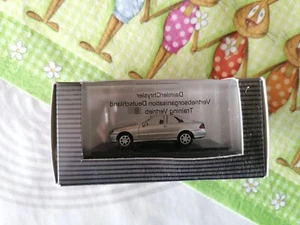 DaimlerChrysler
Vertriebsorganisation Deutschland
Training Vertrieb